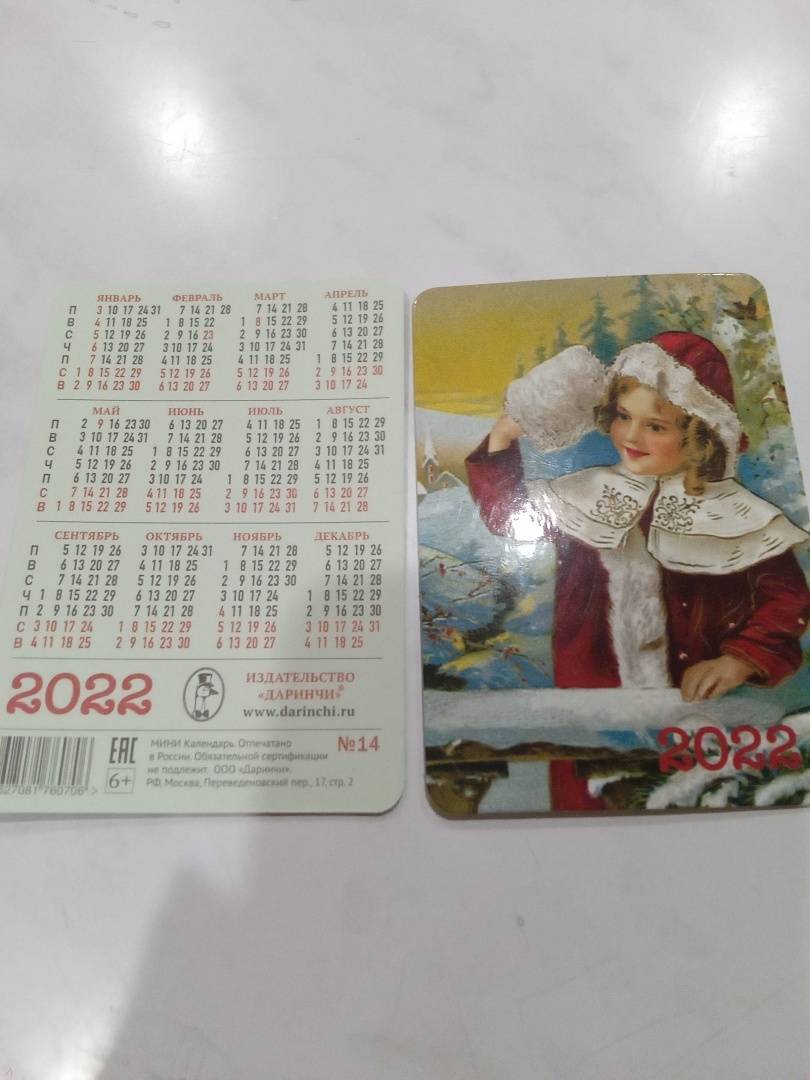 ЯНВАРЬ ФЕВРАЛЬ МАРТ АПРЕЛЬ
П 3 10 17 24 31 7 14 21 28 7 14 21 28 4 11 18 25
В 4 11 18 25 1 8 15 22 1 8 15 22 29 5 12 19 26
С 5 12 19 26 2 9 16 23 2 9 16 23 30 6 13 20 27
Ч 6 13 20 27 3 10 17 24 3 10 17 24 31 7 14 21 28
П 7 14 21 28 4 11 18 25 4 11 18 25 1 8 15 22 29
С 1 8 15 22 29 5 12 19 26 5 12 19 26 2 9 16 23 30
В 2 9 16 23 30 6 13 20 27 6 13 20 27 3 10 17 24
МАЙ ИЮНЬ ИЮЛЬ АВГУСТ
П 2 9 16 23 30 6 13 20 27 4 11 18 25 1 8 15 22 29
В 3 10 17 24 31 7 14 21 28 5 12 19 26 2 9 16 23 30
С 4 11 18 25 1 8 15 22 29 6 13 20 27 3 10 17 24 31
Ч 5 12 19 26 2 9 16 23 30 7 14 21 28 4 11 18 25
П 6 13 20 27 3 10 17 24 1 8 15 22 29 5 12 19 26
С 7 14 21 28 4 11 18 25 2 9 16 23 30 6 13 20 27
В 1 8 15 22 29 5 12 19 26 3 10 17 24 31 7 14 21 28
СЕНТЯБРЬ ОКТЯБРЬ НОЯБРЬ ДЕКАБРЬ
П 5 12 19 26 3 10 17 24 31 7 14 21 28 5 12 19 26
В 6 13 20 27 4 11 18 25 1 8 15 22 29 6 13 20 27
С 7 14 21 28 5 12 19 26 2 9 16 23 30 7 14 21 28
Ч 1 8 15 22 29 6 13 20 27 3 10 17 24 1 8 15 22 29
П 2 9 16 23 30 7 14 21 28 4 11 18 25 2 9 16 23 30
С 3 10 17 24 1 8 15 22 29 5 12 19 26 3 10 17 24 31
В 4 11 18 25 2 9 16 23 30 6 13 20 27 4 11 18 25
2022
ИЗДАТЕЛЬСТВО
«ДАРИНЧИ»®
www.darinchi.ru
EAC
6+
МИНИ Календарь. Отпечатано
в России. Обязательной сертификации
не подлежит. ООО «Даринчи».
РФ, Москва, Переведеновский пер., 17, стр. 2
№14
627081 760706 >
2022